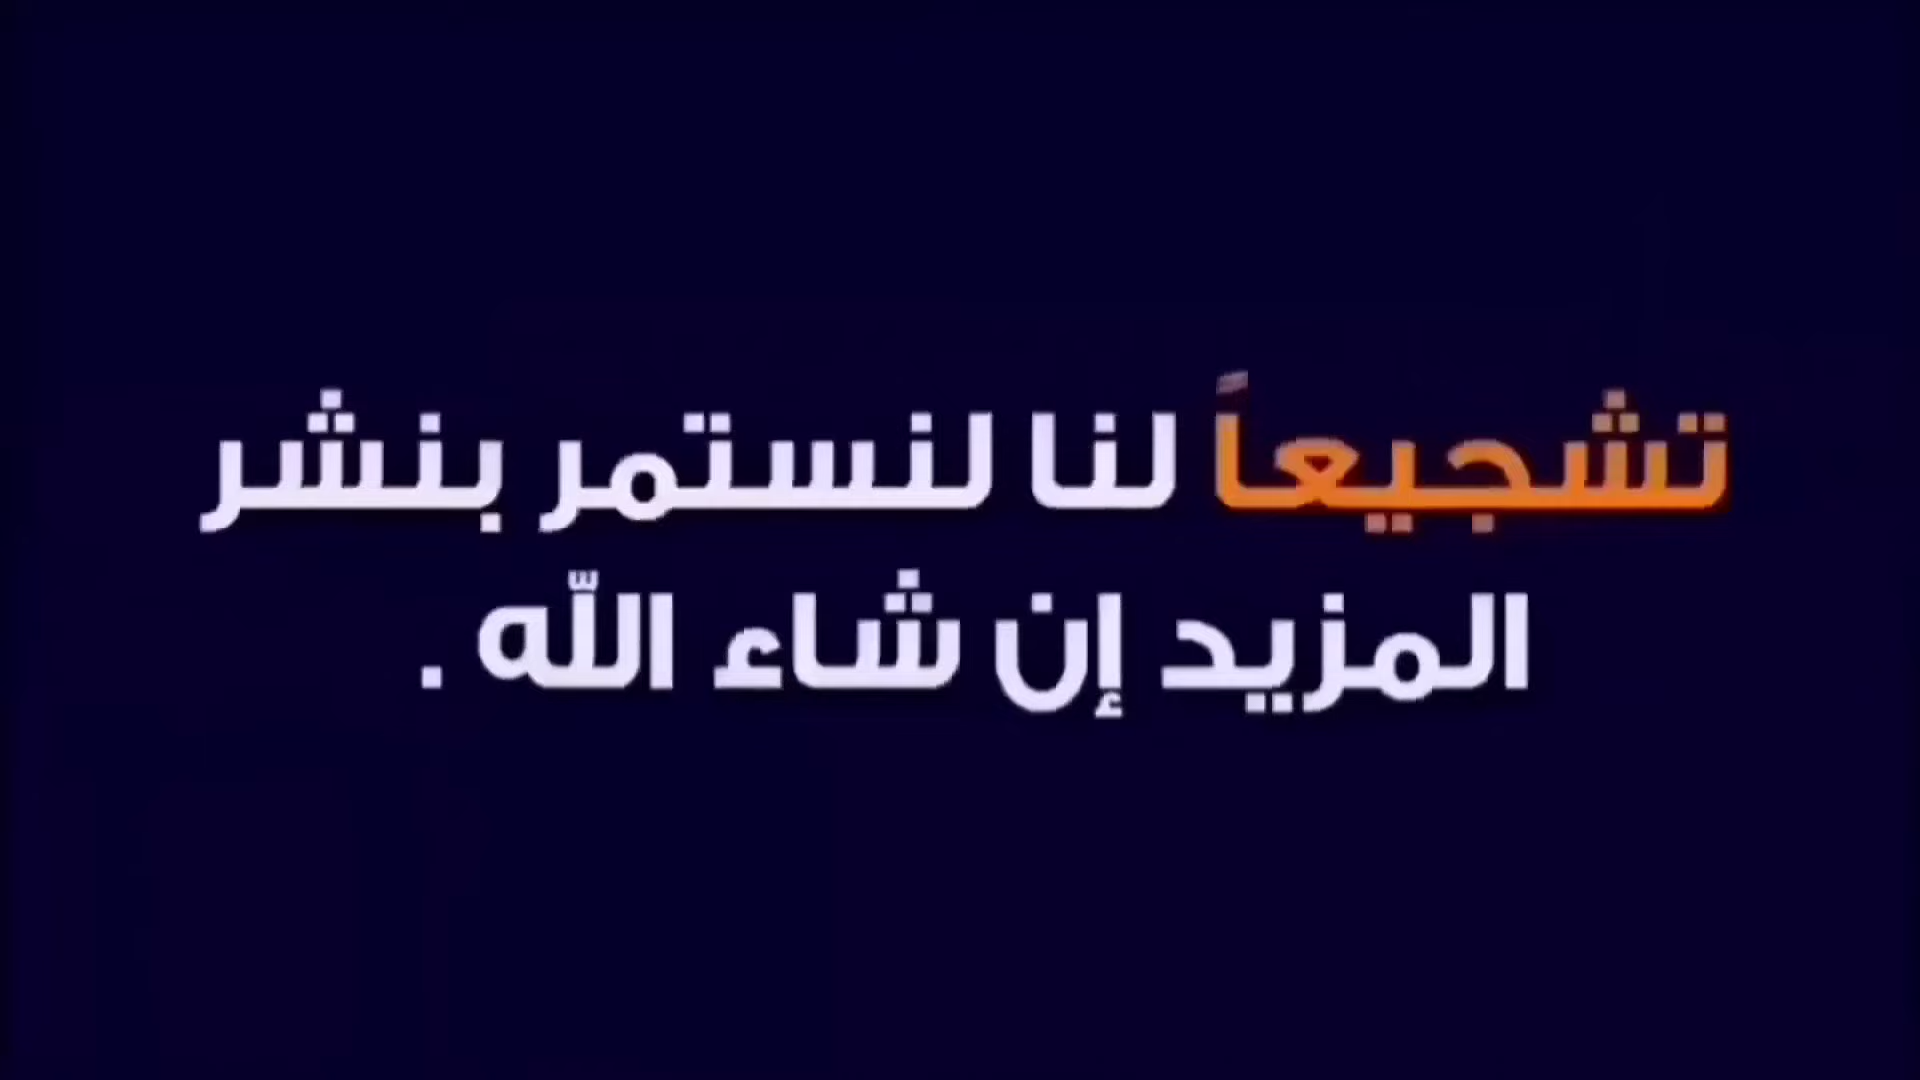 تشجيعاً لنا لنستمر بنشر
المزيد إن شاء اللّه .